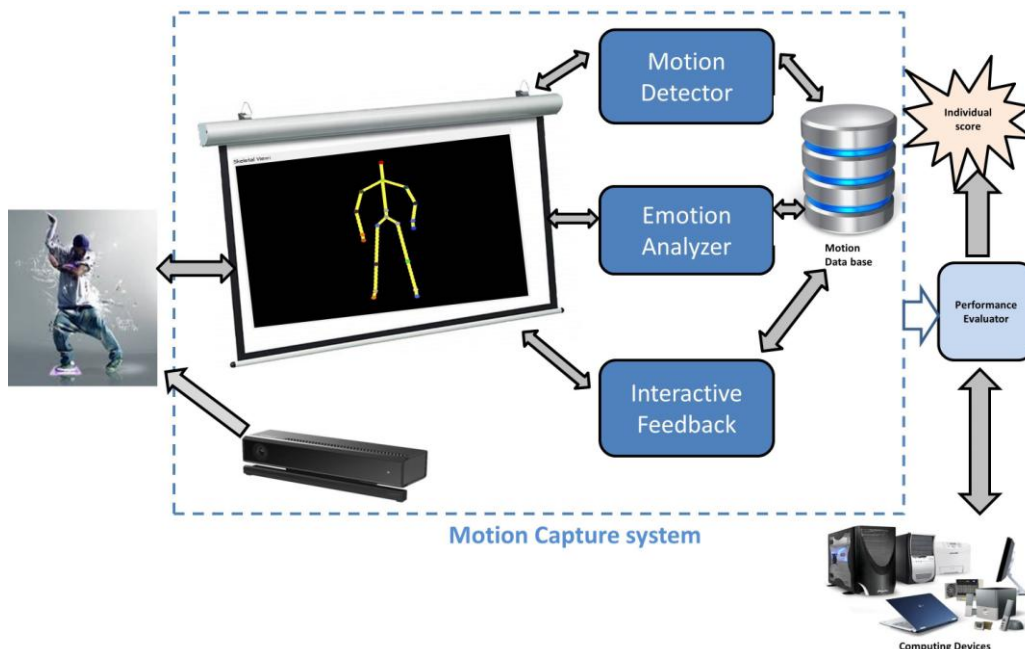 Motion
Detector
Individual
score
Skeletal Vision
Emotion
Analyzer
Motion
Data base
Performance
Evaluator
Interactive
Feedback
Motion Capture system
Computing Devices